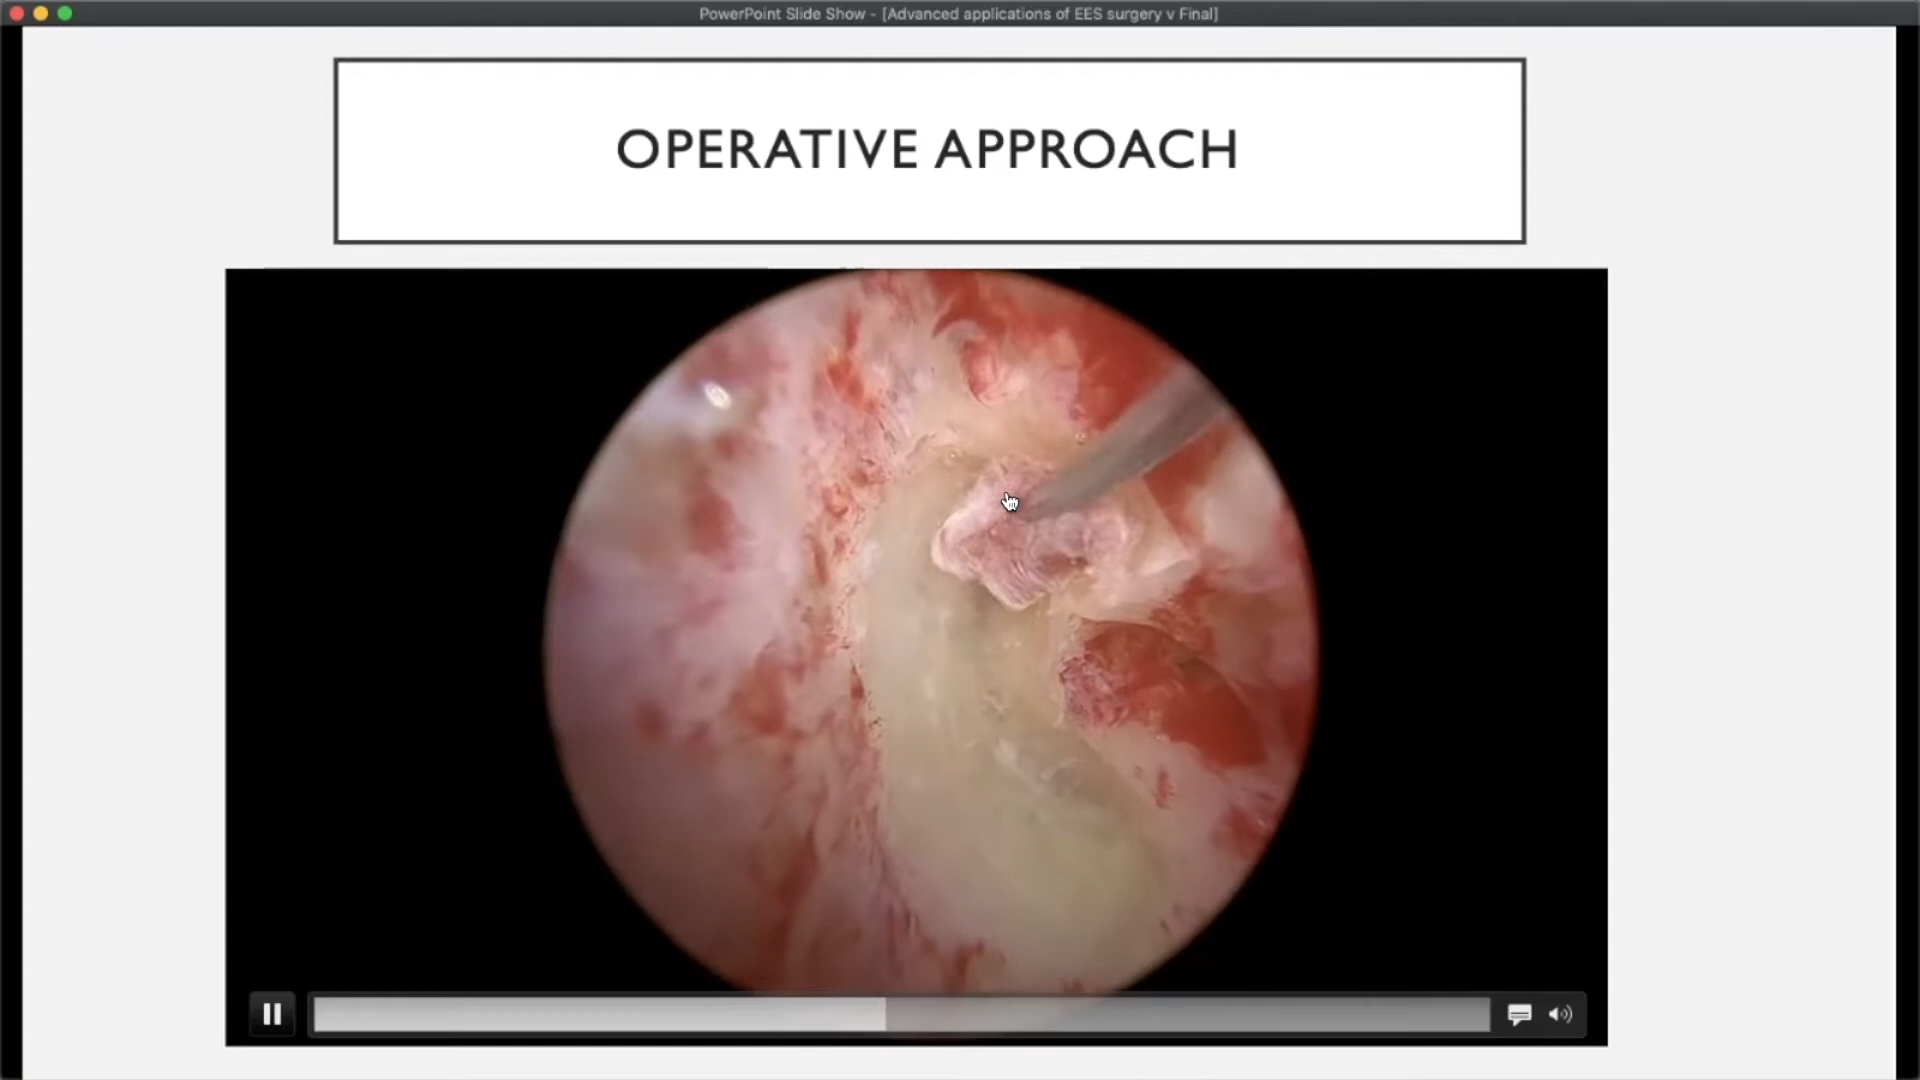 PowerPoint Slide Show - [Advanced applications of EES surgery v Final]
OPERATIVE APPROACH